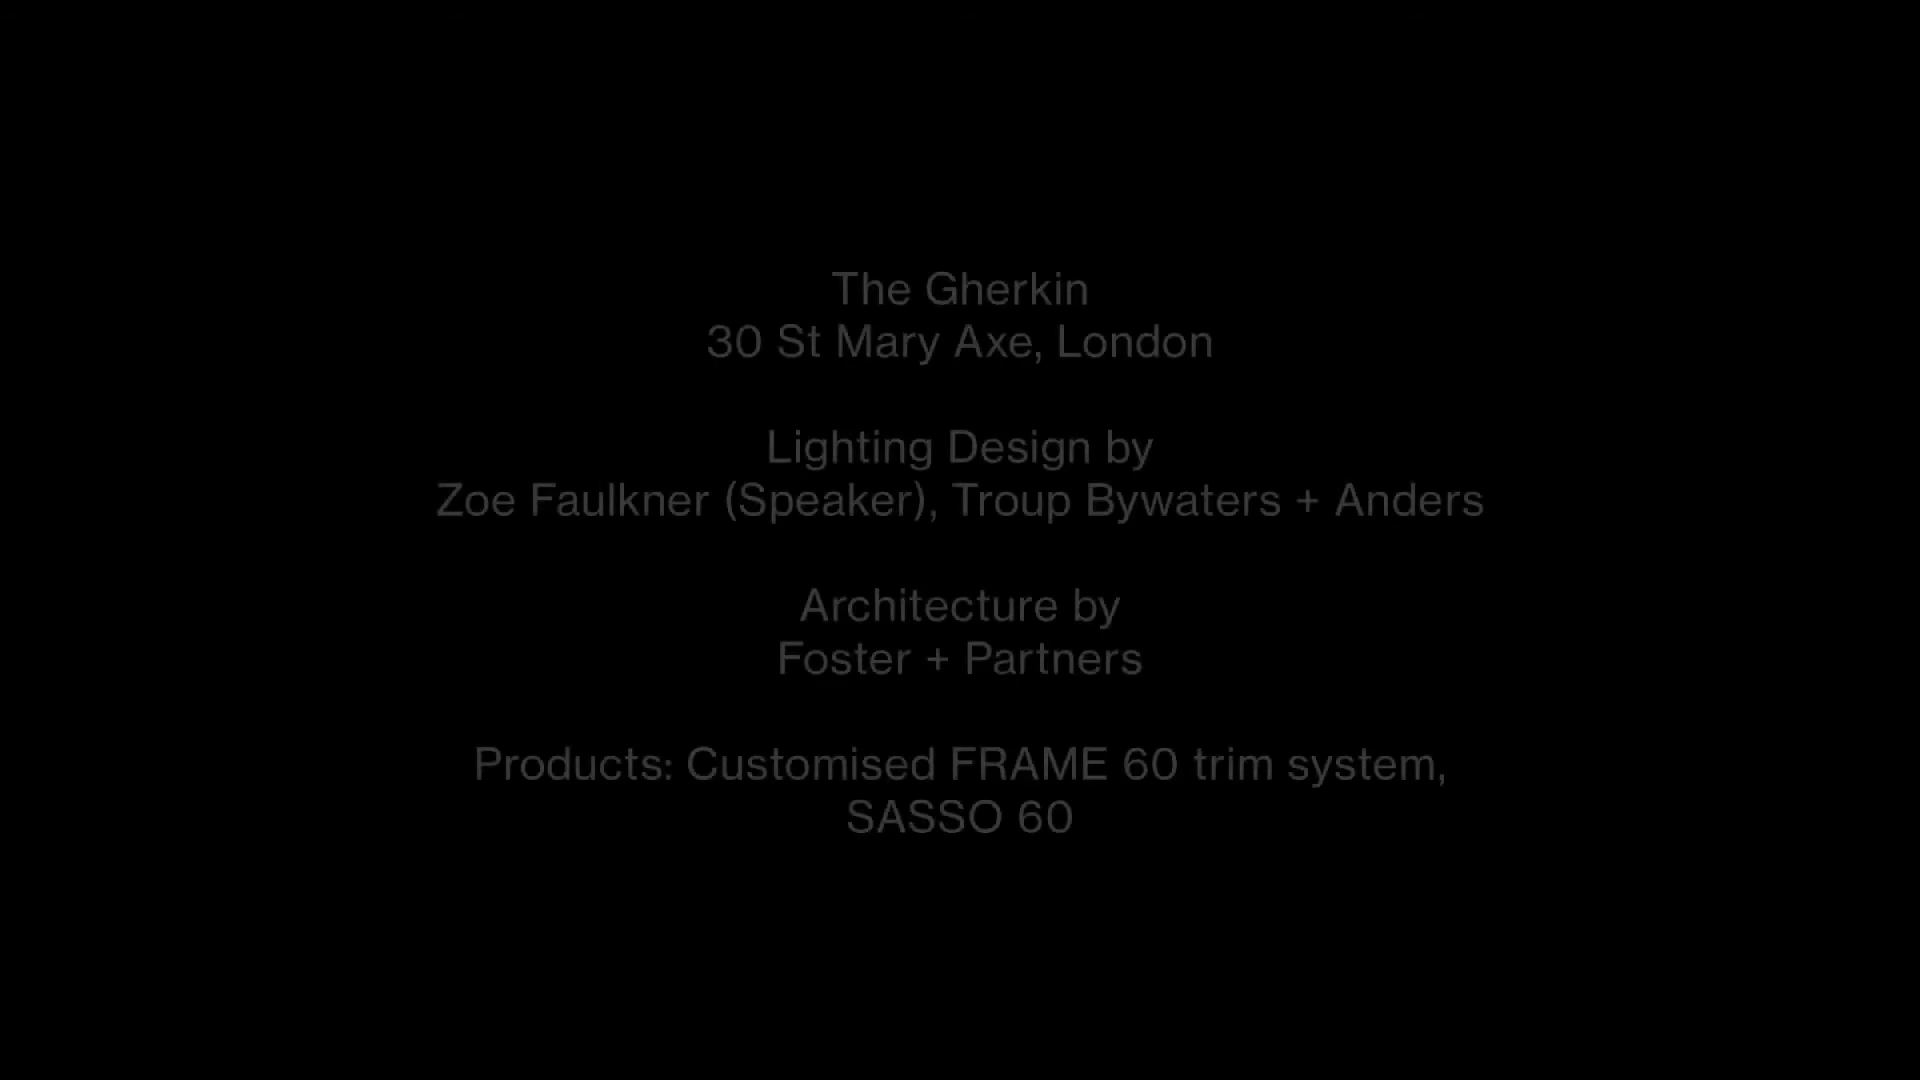 The Gherkin
30 St Mary Axe, London
Lighting Design by
Zoe Faulkner (Speaker), Troup Bywaters + Anders
Architecture by
Foster + Partners
Products: Customised FRAME 60 trim system,
SASSO 60